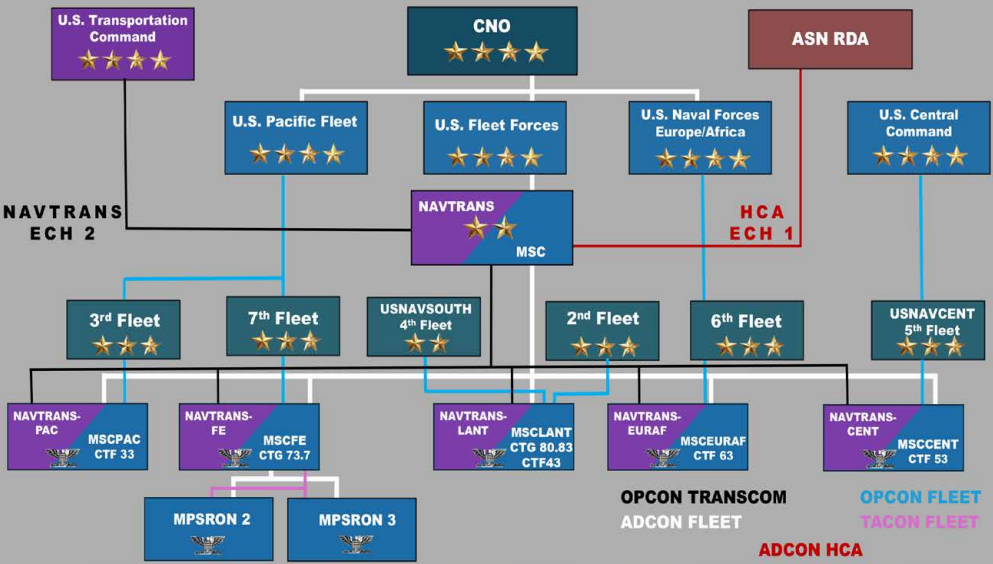 U.S. Transportation
Command
CNO
ASN RDA
U.S. Pacific Fleet
U.S. Fleet Forces
U.S. Naval Forces
Europe/Africa
U.S. Central
Command
NAVTRANS
ECH 2
NAVTRANS
MSC
HCA
ECH 1
3rd Fleet
7th Fleet
USNAVSOUTH
4th Fleet
2nd Fleet
6th Fleet
USNAVCENT
5th Fleet
NAVTRANS-
PAC
MSCPAC
CTF 33
NAVTRANS-
FE
MSCFE
CTG 73.7
NAVTRANS-
LANT
MSCLANT
CTG 80.83
CTF43
NAVTRANS-
EURAF
MSCEURAF
CTF 63
NAVTRANS-
CENT
MSCCENT
CTF 53
MPSRON 2
MPSRON 3
OPCON TRANSCOM
OPCON FLEET
ADCON FLEET
TACON FLEET
ADCON HCA